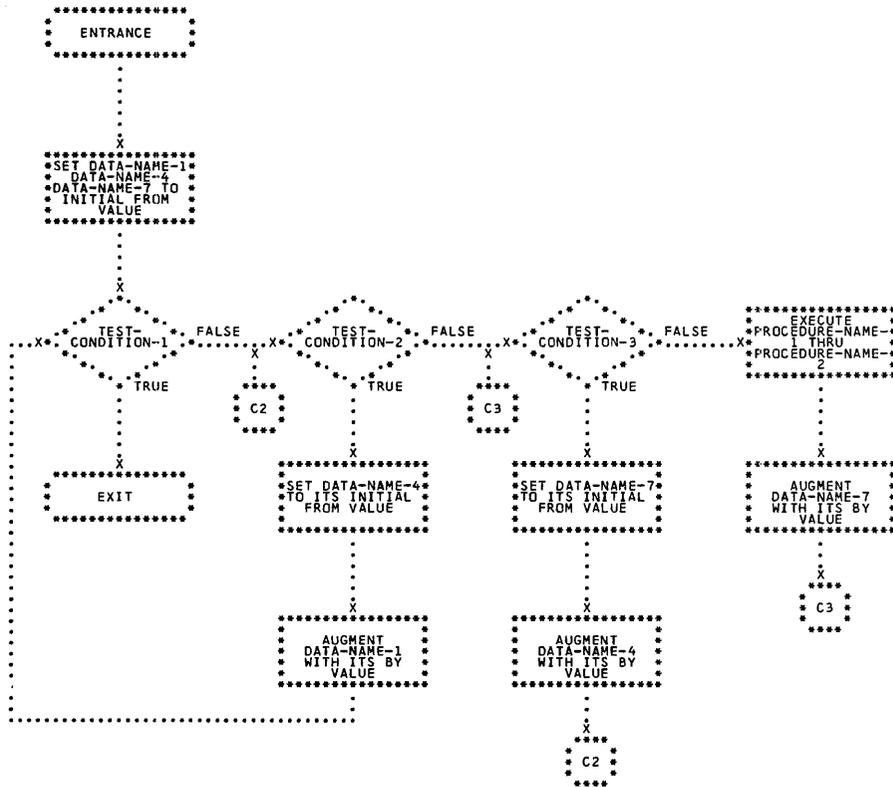 ENTRANCE
SET DATA-NAME-1
DATA-NAME-4
DATA-NAME-7 TO
INITIAL FROM
VALUE
TEST-
CONDITION-1
FALSE
TRUE
EXIT
C2
TEST-
CONDITION-2
FALSE
TRUE
SET DATA-NAME-4
TO ITS INITIAL
FROM VALUE
AUGMENT
DATA-NAME-1
WITH ITS BY
VALUE
C3
TEST-
CONDITION-3
FALSE
TRUE
SET DATA-NAME-7
TO ITS INITIAL
FROM VALUE
AUGMENT
DATA-NAME-4
WITH ITS BY
VALUE
C2
EXECUTE
PROCEDURE-NAME-
1 THRU
PROCEDURE-NAME-
2
AUGMENT
DATA-NAME-7
WITH ITS BY
VALUE
C3